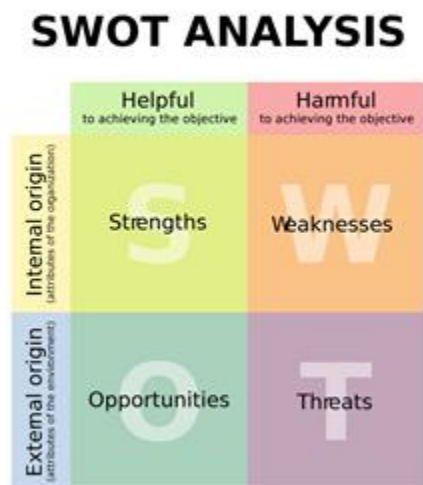 SWOT ANALYSIS
Helpful
to achieving the objective
Harmful
to achieving the objective
Internal origin
(attributes of the organization)
S
Strengths
W
Weaknesses
External origin
(attributes of the environment)
O
Opportunities
T
Threats